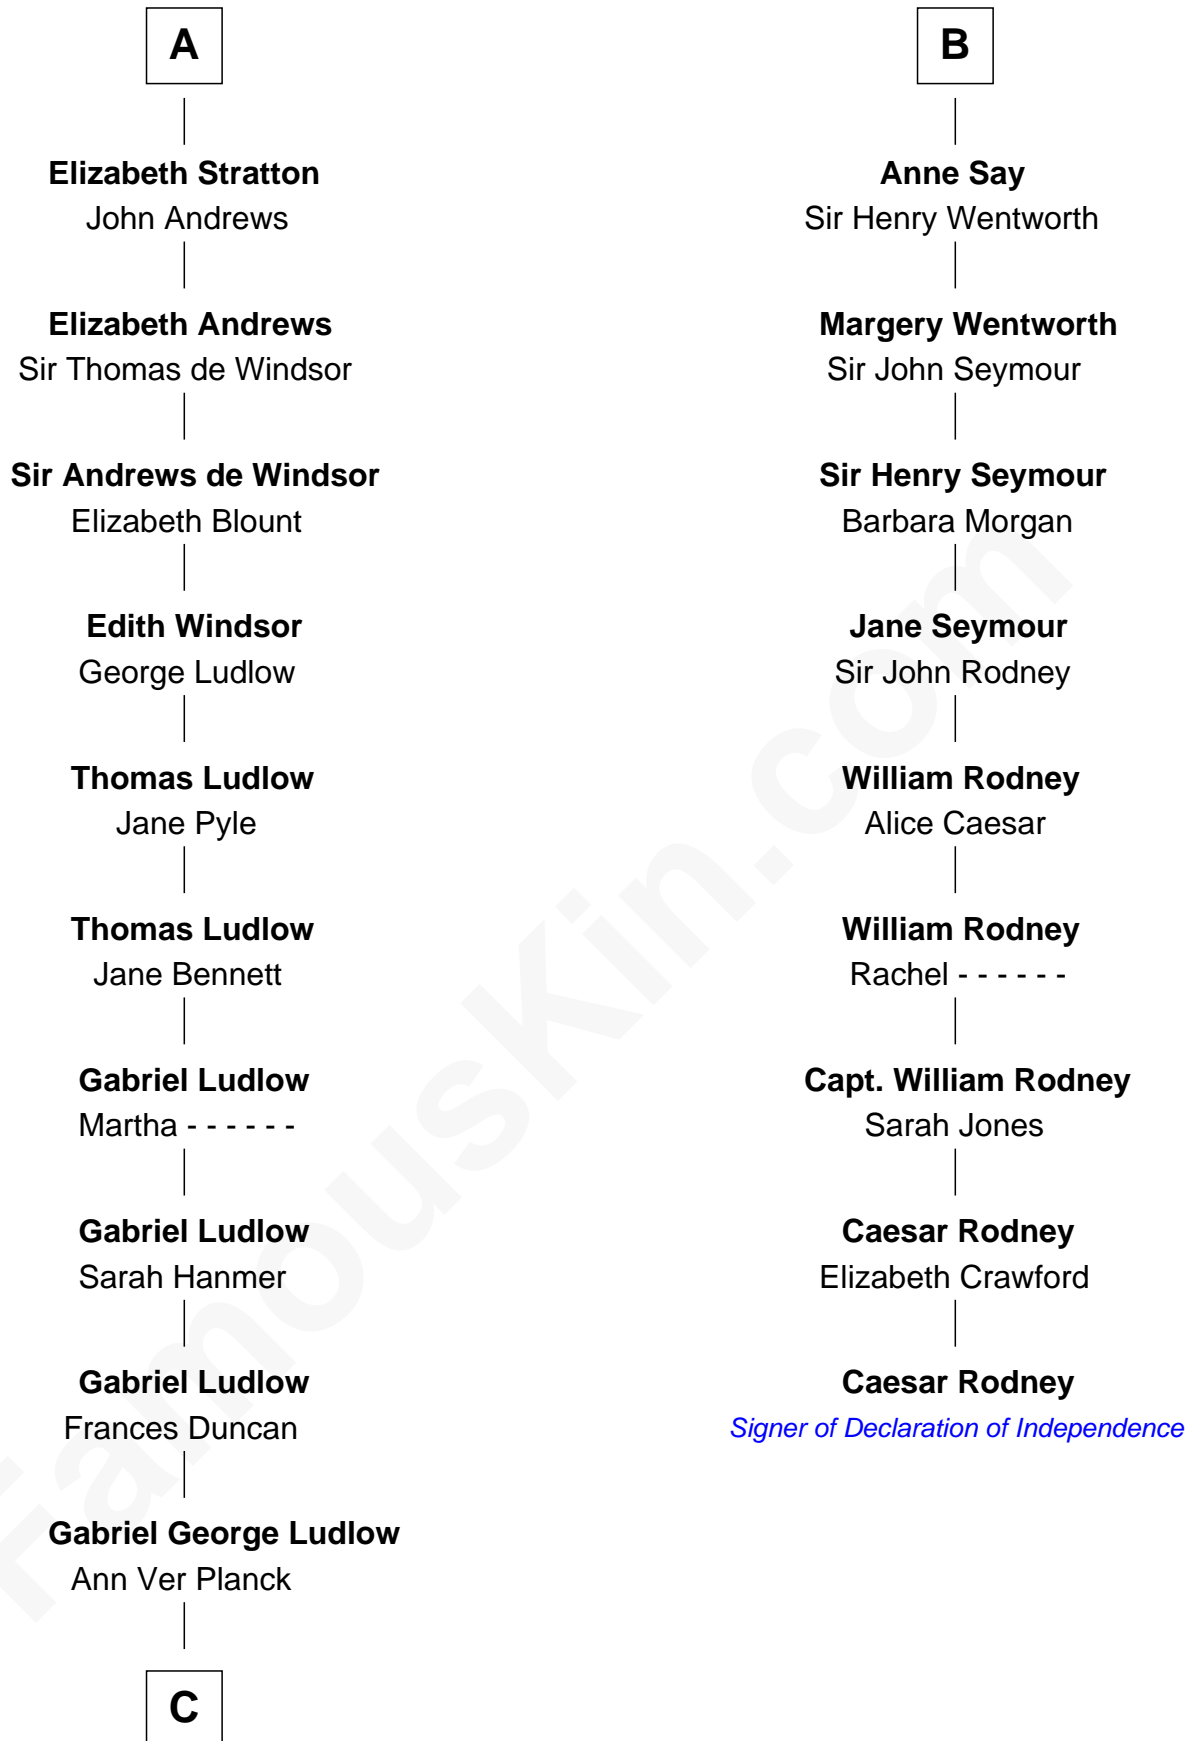 A
Elizabeth Stratton
John Andrews
Elizabeth Andrews
Sir Thomas de Windsor
Sir Andrews de Windsor
Elizabeth Blount
Edith Windsor
George Ludlow
Thomas Ludlow
Jane Pyle
Thomas Ludlow
Jane Bennett
Gabriel Ludlow
Martha - - - - - -
Gabriel Ludlow
Sarah Hanmer
Gabriel Ludlow
Frances Duncan
Gabriel George Ludlow
Ann Ver Planck
C
B
Anne Say
Sir Henry Wentworth
Margery Wentworth
Sir John Seymour
Sir Henry Seymour
Barbara Morgan
Jane Seymour
Sir John Rodney
William Rodney
Alice Caesar
William Rodney
Rachel - - - - - -
Capt. William Rodney
Sarah Jones
Caesar Rodney
Elizabeth Crawford
Caesar Rodney
Signer of Declaration of Independence
FamousKin.com